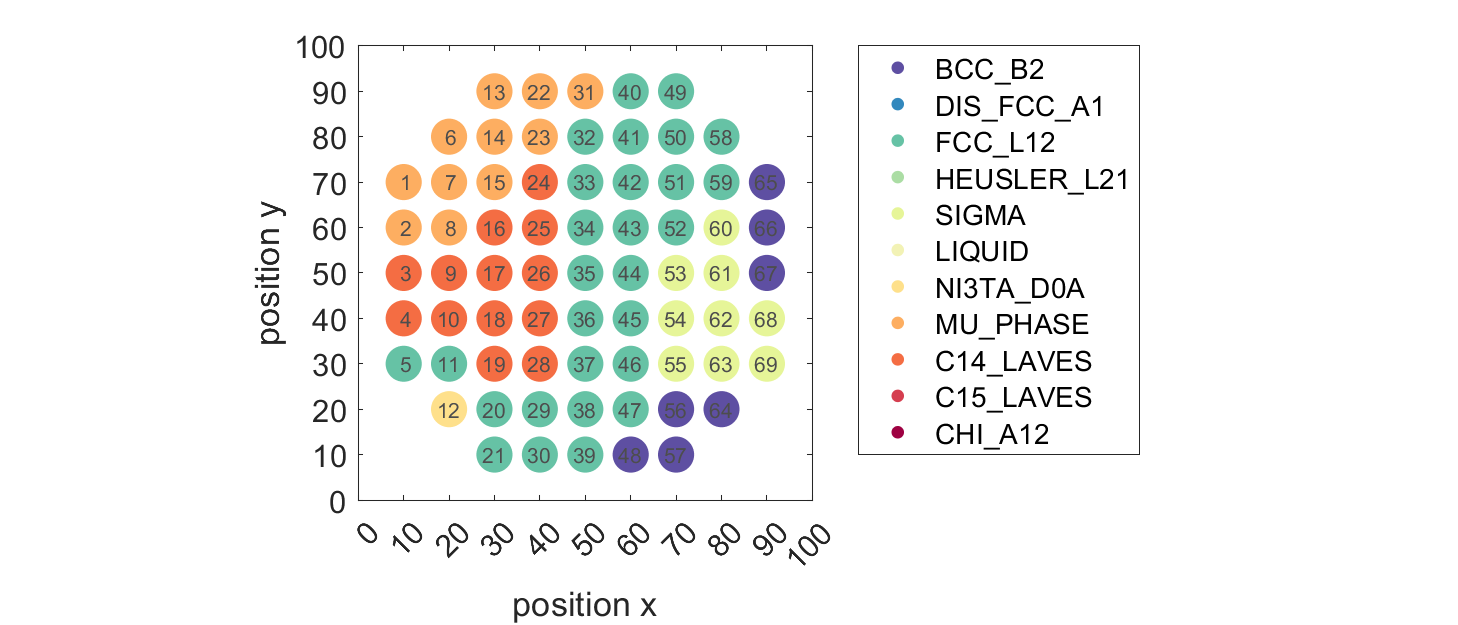 100
90
80
70
60
50
40
30
20
10
0
position y
13 22 31 40 49
6 14 23 32 41 50 58
1 7 15 24 33 42 51 59 65
2 8 16 25 34 43 52 60 66
3 9 17 26 35 44 53 61 67
4 10 18 27 36 45 54 62 68
5 11 19 28 37 46 55 63 69
12 20 29 38 47 56 64
21 30 39 48 57
0 10 20 30 40 50 60 70 80 90 100
position x
BCC_B2
DIS_FCC_A1
FCC_L12
HEUSLER_L21
SIGMA
LIQUID
NI3TA_D0A
MU_PHASE
C14_LAVES
C15_LAVES
CHI_A12